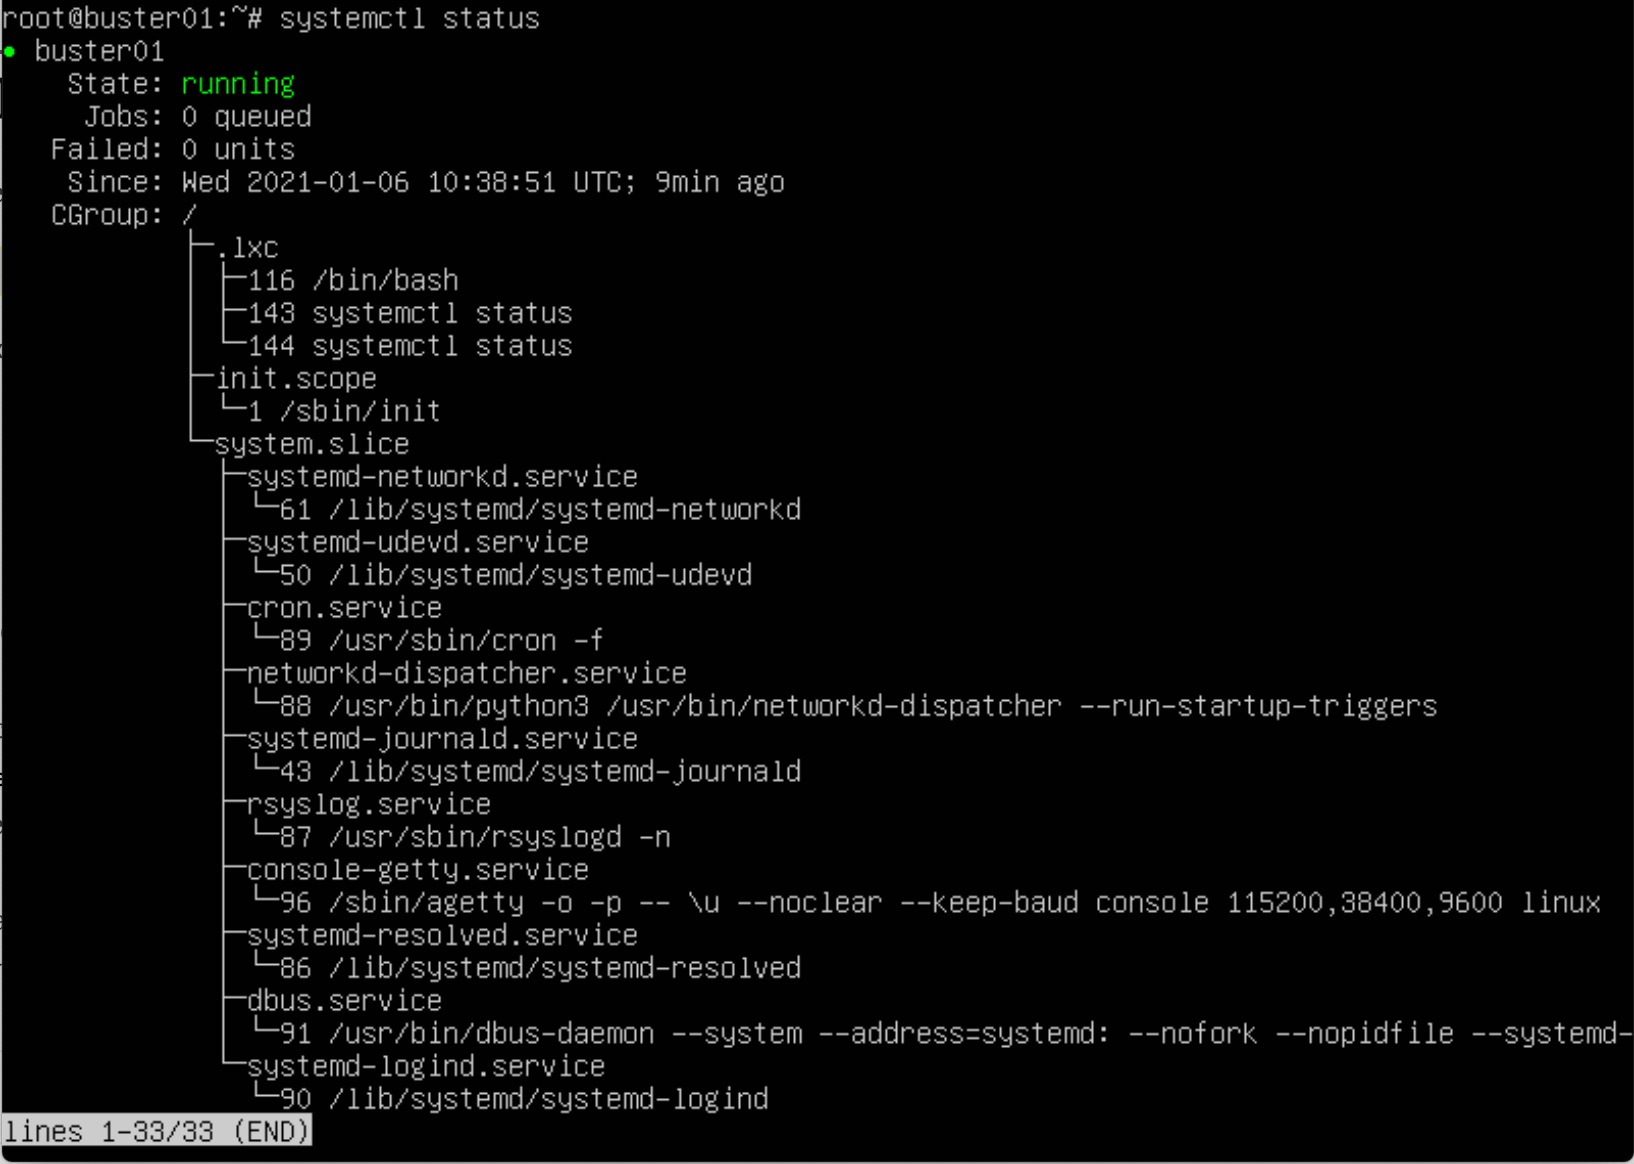 root@buster01:~# systemctl status
● buster01
    State: running
     Jobs: 0 queued
   Failed: 0 units
    Since: Wed 2021-01-06 10:38:51 UTC; 9min ago
   CGroup: /
           ├─.lxc
           │ ├─116 /bin/bash
           │ ├─143 systemctl status
           │ └─144 systemctl status
           ├─init.scope
           │ └─1 /sbin/init
           └─system.slice
             ├─systemd-networkd.service
             │ └─61 /lib/systemd/systemd-networkd
             ├─systemd-udevd.service
             │ └─50 /lib/systemd/systemd-udevd
             ├─cron.service
             │ └─89 /usr/sbin/cron -f
             ├─networkd-dispatcher.service
             │ └─88 /usr/bin/python3 /usr/bin/networkd-dispatcher --run-startup-triggers
             ├─systemd-journald.service
             │ └─43 /lib/systemd/systemd-journald
             ├─rsyslog.service
             │ └─87 /usr/sbin/rsyslogd -n
             ├─console-getty.service
             │ └─96 /sbin/agetty -o -p -- \u --noclear --keep-baud console 115200,38400,9600 linux
             ├─systemd-resolved.service
             │ └─86 /lib/systemd/systemd-resolved
             ├─dbus.service
             │ └─91 /usr/bin/dbus-daemon --system --address=systemd: --nofork --nopidfile --systemd-
             └─systemd-logind.service
               └─90 /lib/systemd/systemd-logind
lines 1-33/33 (END)